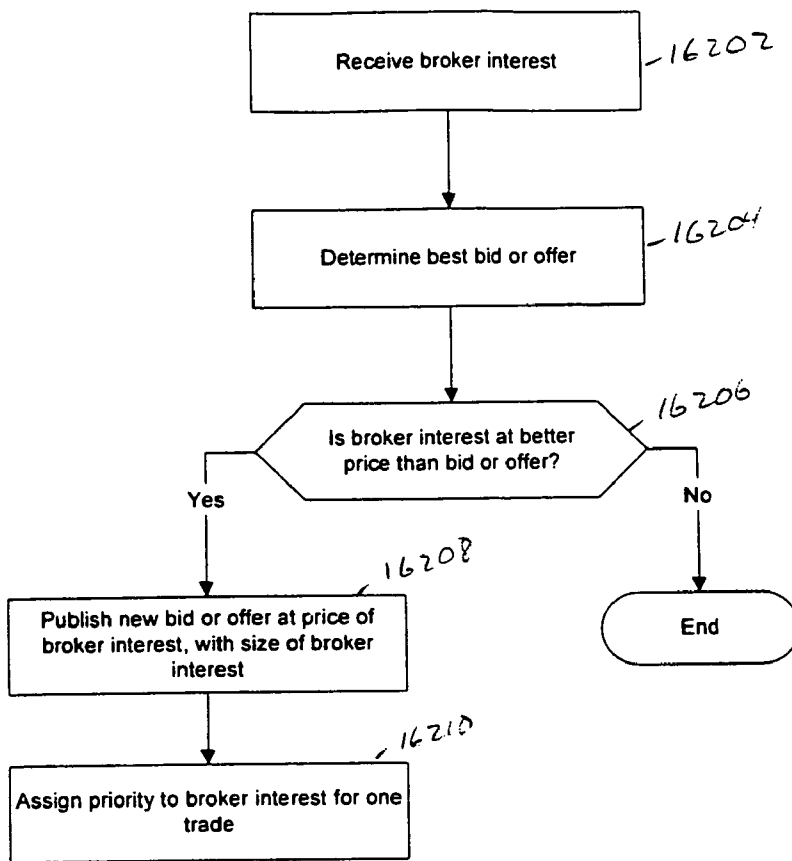 Receive broker interest
16202
Determine best bid or offer
16204
16206
Is broker interest at better
price than bid or offer?
Yes
No
16208
Publish new bid or offer at price of
broker interest, with size of broker
interest
End
16210
Assign priority to broker interest for one
trade